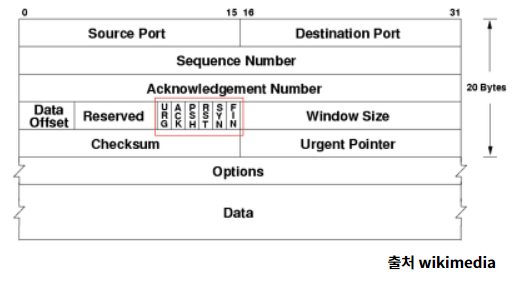 0 15 16 31
Source Port Destination Port
Sequence Number
Acknowledgement Number
20 Bytes
Data Offset Reserved URG ACK PSH RST SYN FIN Window Size
Checksum Urgent Pointer
Options
Data
출처 wikimedia